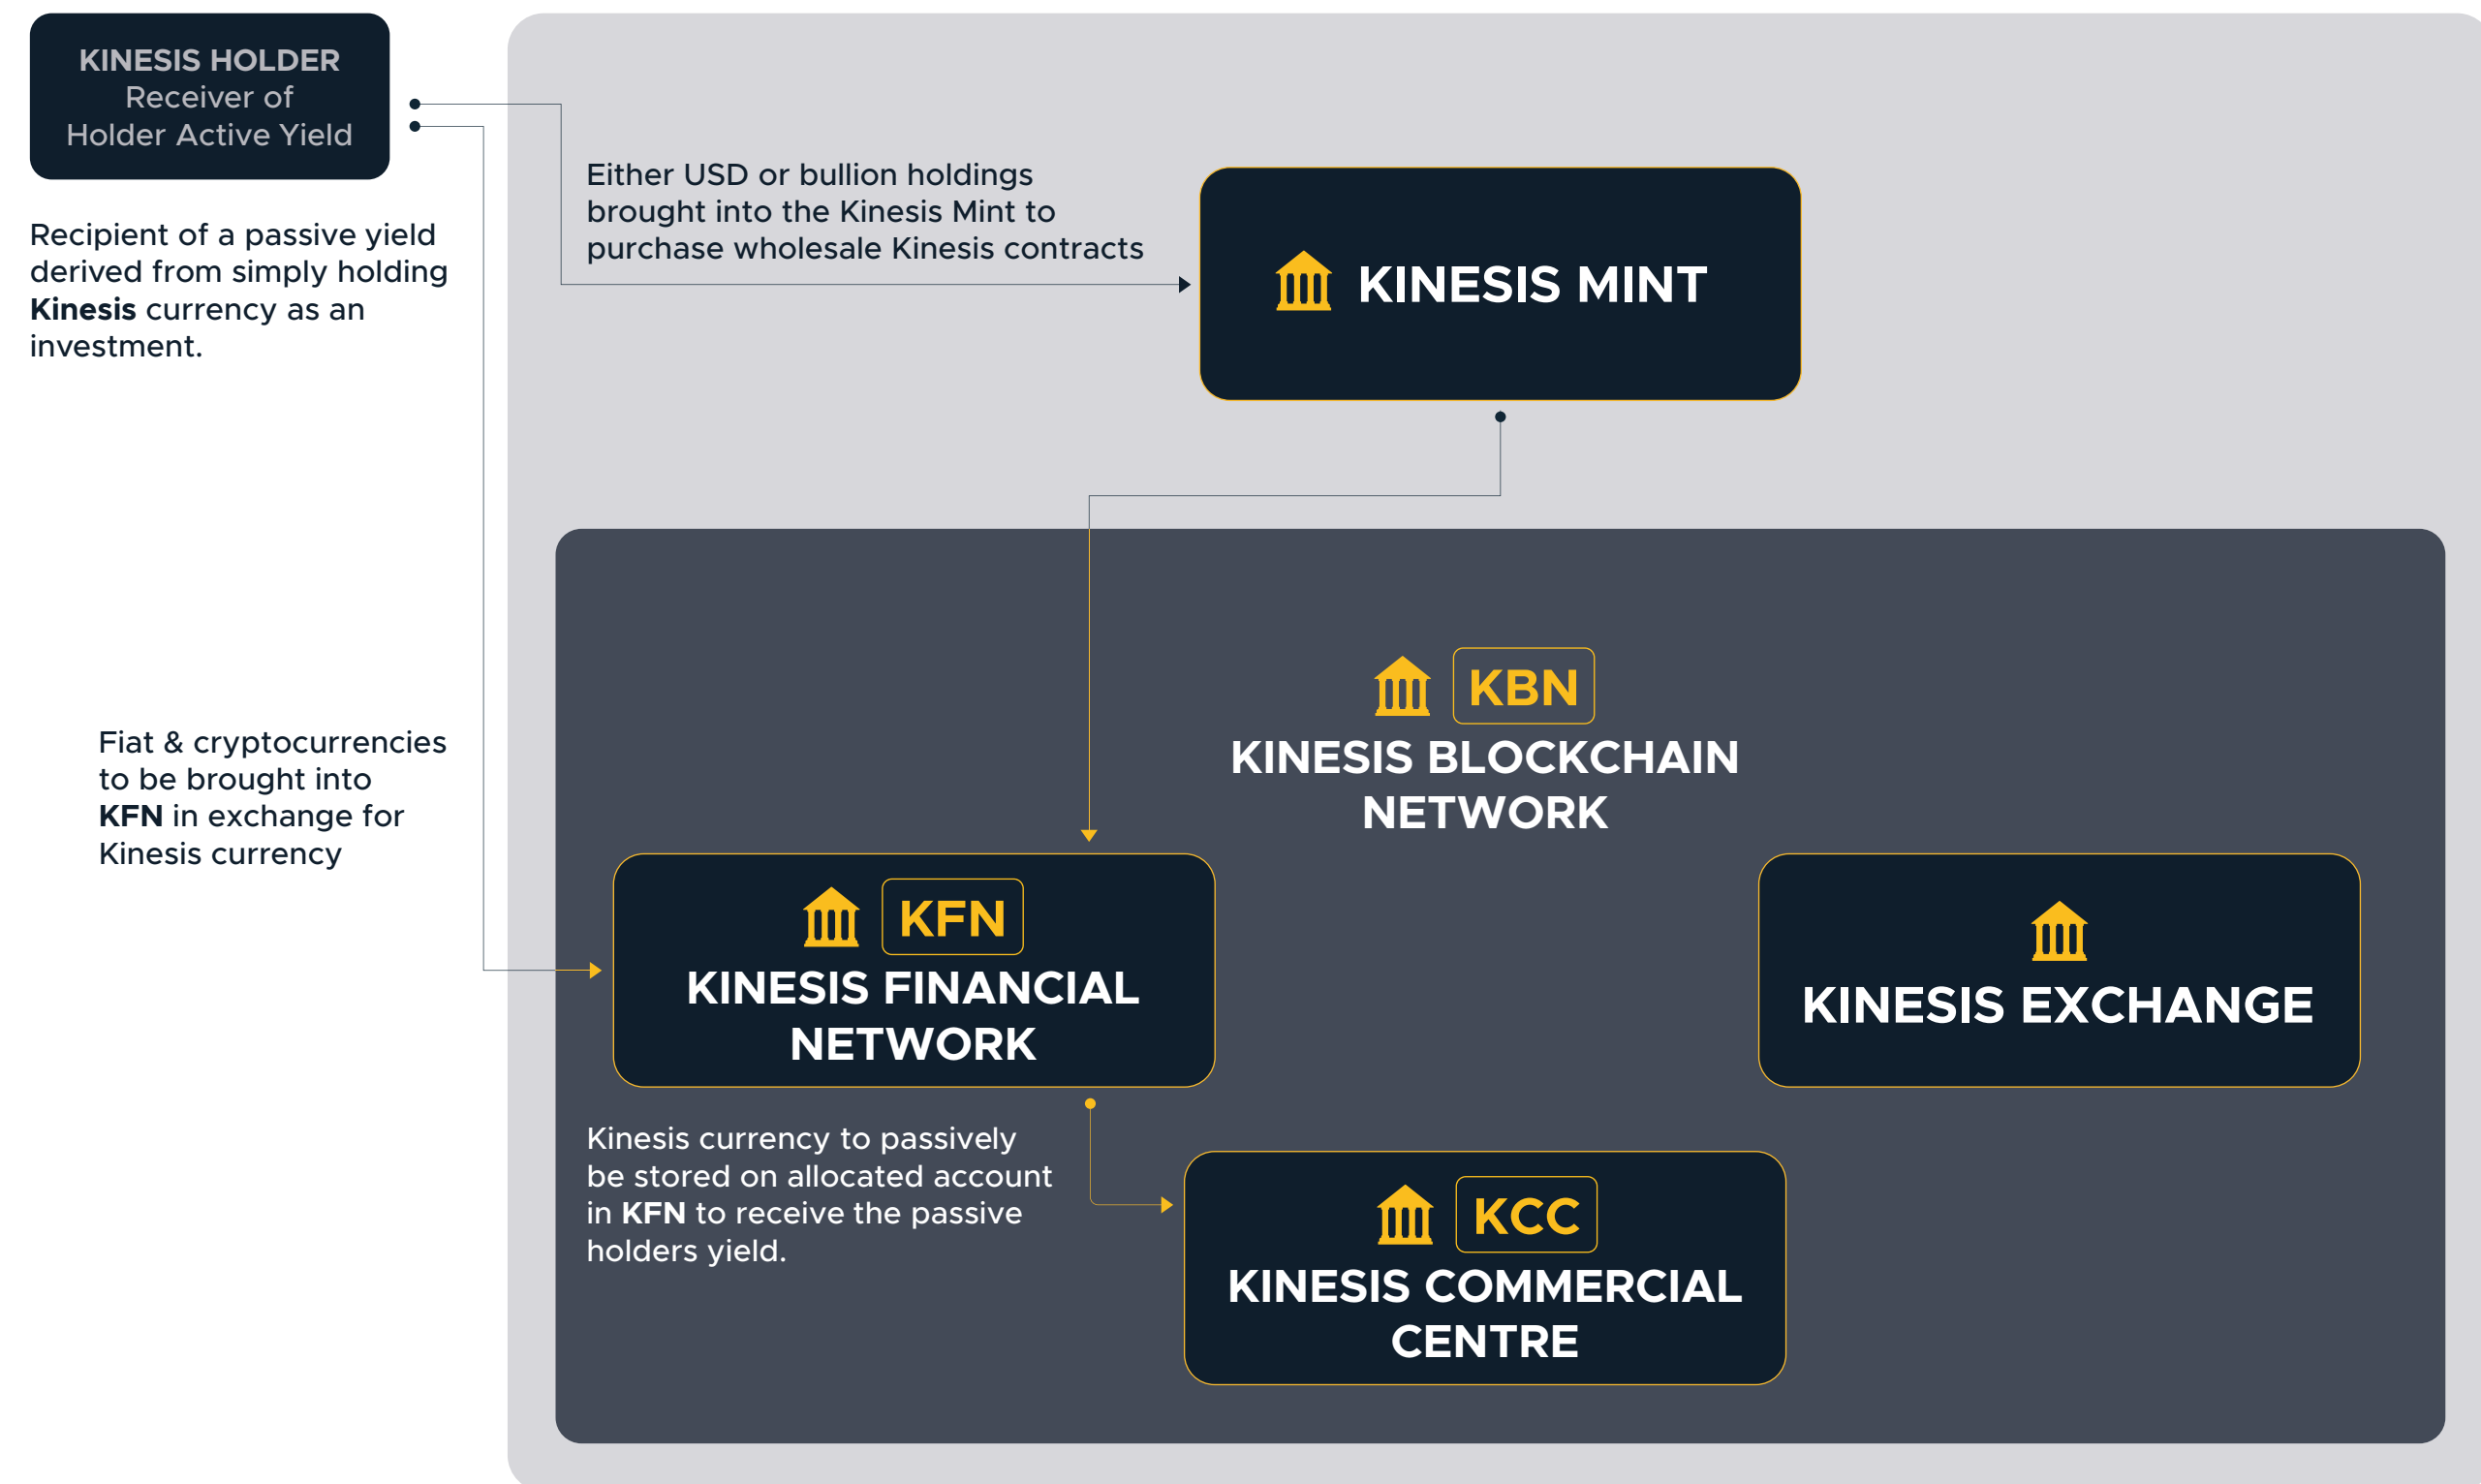 KINESIS HOLDER
Receiver of
Holder Active Yield
Recipient of a passive yield
derived from simply holding
Kinesis currency as an
investment.
Either USD or bullion holdings
brought into the Kinesis Mint to
purchase wholesale Kinesis contracts
KINESIS MINT
Fiat & cryptocurrencies
to be brought into
KFN in exchange for
Kinesis currency
KBN
KINESIS BLOCKCHAIN
NETWORK
KFN
KINESIS FINANCIAL
NETWORK
KINESIS EXCHANGE
Kinesis currency to passively
be stored on allocated account
in KFN to receive the passive
holders yield.
KCC
KINESIS COMMERCIAL
CENTRE